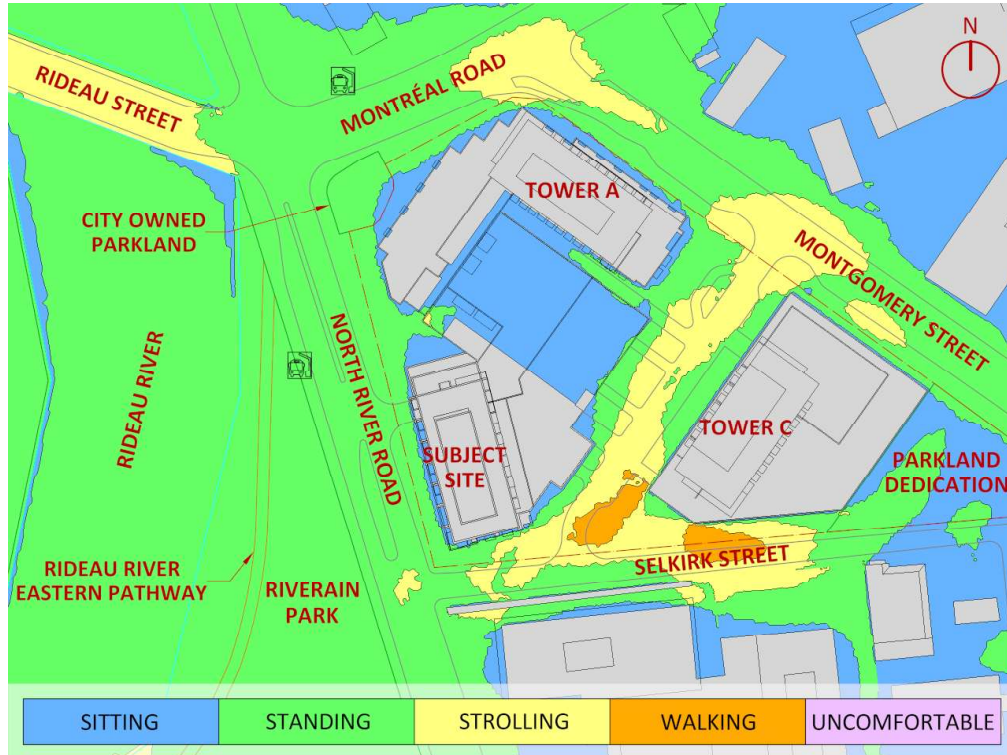 N
RIDEAU STREET
MONTRÉAL ROAD
TOWER A
CITY OWNED
PARKLAND
MONTGOMERY STREET
RIDEAU RIVER
NORTH RIVER ROAD
SUBJECT
SITE
TOWER C
PARKLAND
DEDICATION
SELKIRK STREET
RIDEAU RIVER
EASTERN PATHWAY
RIVERAIN
PARK
SITTING
STANDING
STROLLING
WALKING
UNCOMFORTABLE